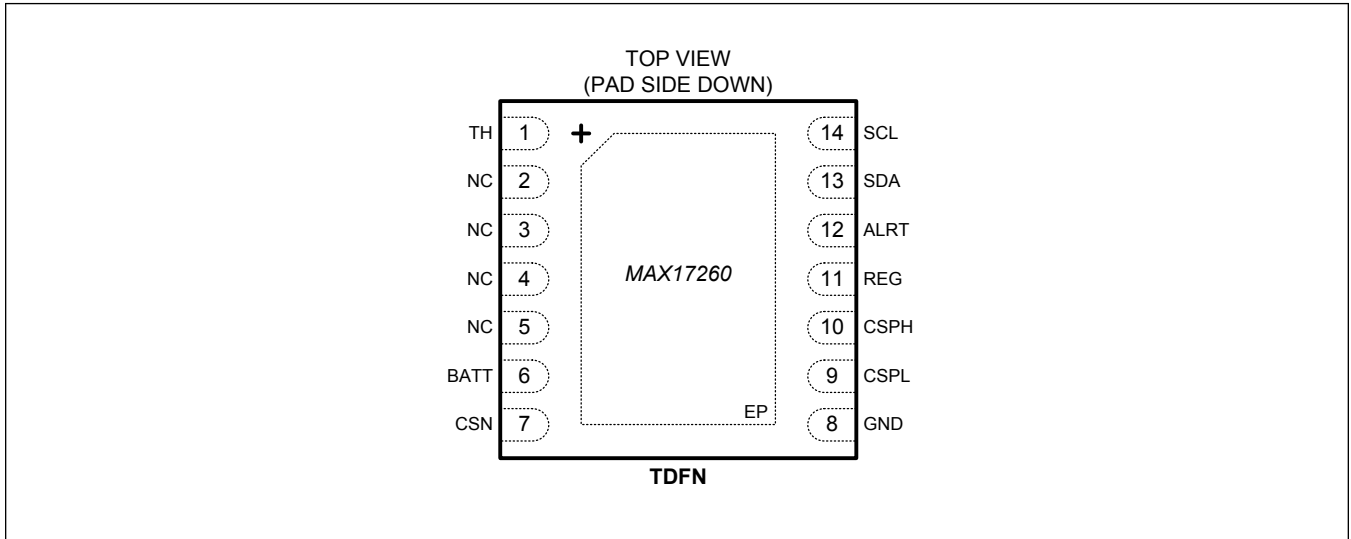 TOP VIEW
(PAD SIDE DOWN)
TH 1 + 14 SCL
NC 2 13 SDA
NC 3 12 ALRT
NC 4 MAX17260 11 REG
NC 5 10 CSPH
BATT 6 9 CSPL
CSN 7 EP 8 GND
TDFN